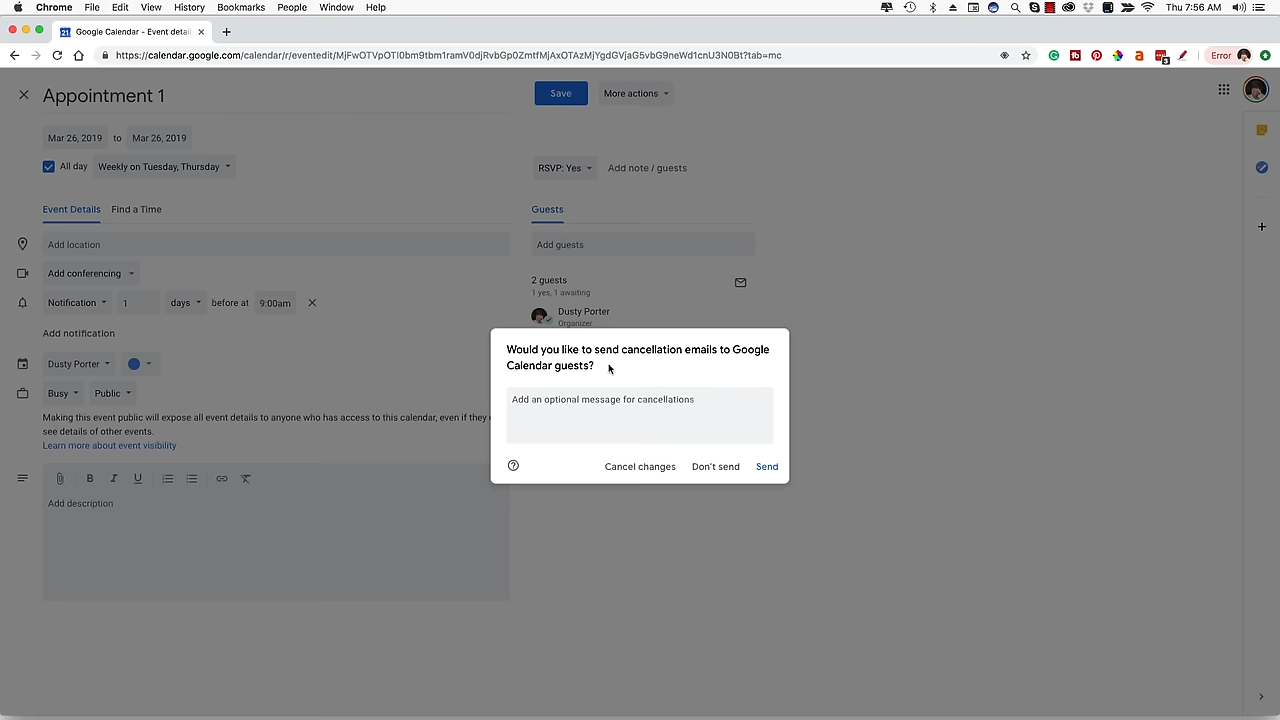 Chrome File Edit View History Bookmarks People Window Help Thu 7:56 AM
21 Google Calendar - Event detai
https://calendar.google.com/calendar/r/eventedit/MjFwOTVpOTI0bm9tbm1ramV0djRvbGp0ZmtfMjAxOTAzMjYgdGVjaG5vbG9neWd1cnU3N0Bt?tab=mc Error
Appointment 1 Save More actions
Mar 26, 2019 to Mar 26, 2019
All day Weekly on Tuesday, Thursday RSVP: Yes Add note / guests
Event Details Find a Time Guests
Add location Add guests
Add conferencing 2 guests
1 yes, 1 awaiting
Notification 1 days before at 9:00am
Dusty Porter
Organizer
Add notification
Would you like to send cancellation emails to Google
Calendar guests?
Dusty Porter
Busy Public
Add an optional message for cancellations
Making this event public will expose all event details to anyone who has access to this calendar, even if they
see details of other events.
Learn more about event visibility
Cancel changes Don't send Send
B I U
Add description